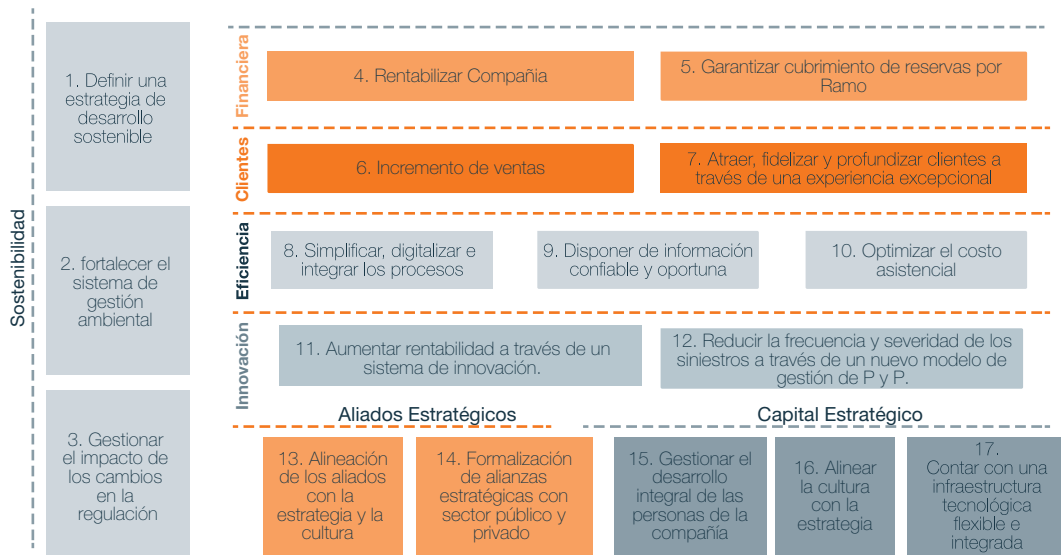 Sostenibilidad
1. Definir una
estrategia de
desarrollo
sostenible
2. fortalecer el
sistema de
gestión
ambiental
3. Gestionar
el impacto de
los cambios
en la
regulación
Financiera
4. Rentabilizar Compañia
5. Garantizar cubrimiento de reservas por
Ramo
Clientes
6. Incremento de ventas
7. Atraer, fidelizar y profundizar clientes a
través de una experiencia excepcional
Eficiencia
8. Simplificar, digitalizar e
integrar los procesos
9. Disponer de información
confiable y oportuna
10. Optimizar el costo
asistencial
Innovación
11. Aumentar rentabilidad a través de un
sistema de innovación.
12. Reducir la frecuencia y severidad de los
siniestros a través de un nuevo modelo de
gestión de P y P.
Aliados Estratégicos
13. Alineación
de los aliados
con la
estrategia y la
cultura
14. Formalización
de alianzas
estratégicas con
sector público y
privado
Capital Estratégico
15. Gestionar el
desarrollo
integral de las
personas de la
compañía
16. Alinear
la cultura
con la
estrategia
17.
Contar con una
infraestructura
tecnológica
flexible e
integrada